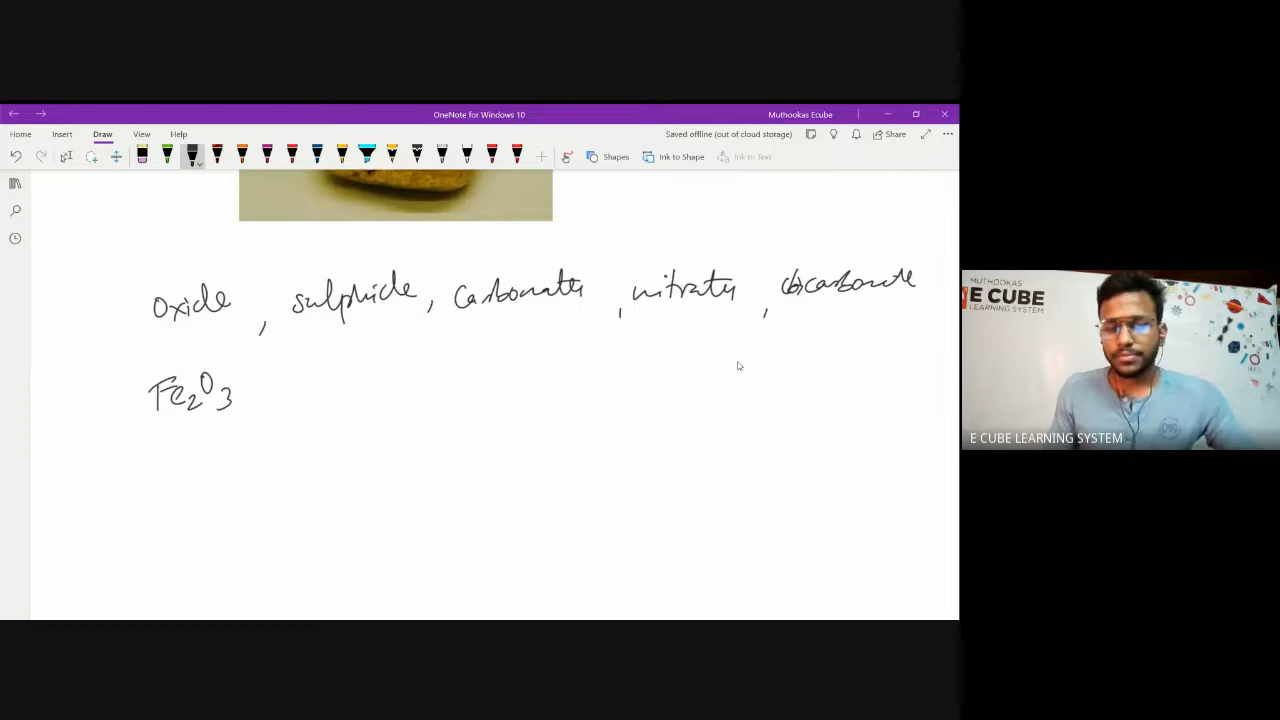 OneNote for Windows 10
Muthookas Ecube
Home Insert Draw View Help
Saved offline (out of cloud storage) Share
Shapes Ink to Shape Ink to Text
oxide, sulphide, carbonates, nitrates, bicarbonate
Fe2O3
MUTHOOKAS
E CUBE
LEARNING SYSTEM
E CUBE LEARNING SYSTEM